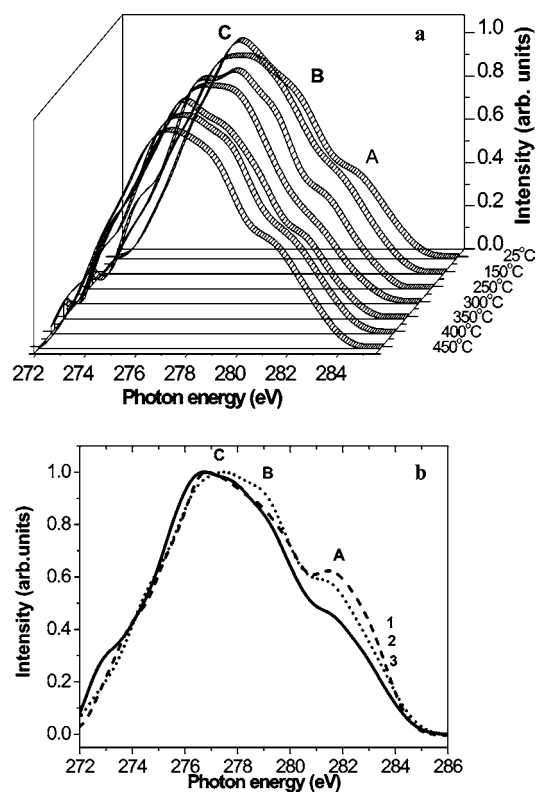 a
C
B
A
1.0
0.8
0.6
0.4
0.2
0.0
Intensity (arb. units)
25°C
150°C
250°C
300°C
350°C
400°C
450°C
272 274 276 278 280 282 284
Photon energy (eV)
b
C
B
A
1
2
3
1.0
0.8
0.6
0.4
0.2
0.0
Intensity (arb.units)
272 274 276 278 280 282 284 286
Photon energy (eV)